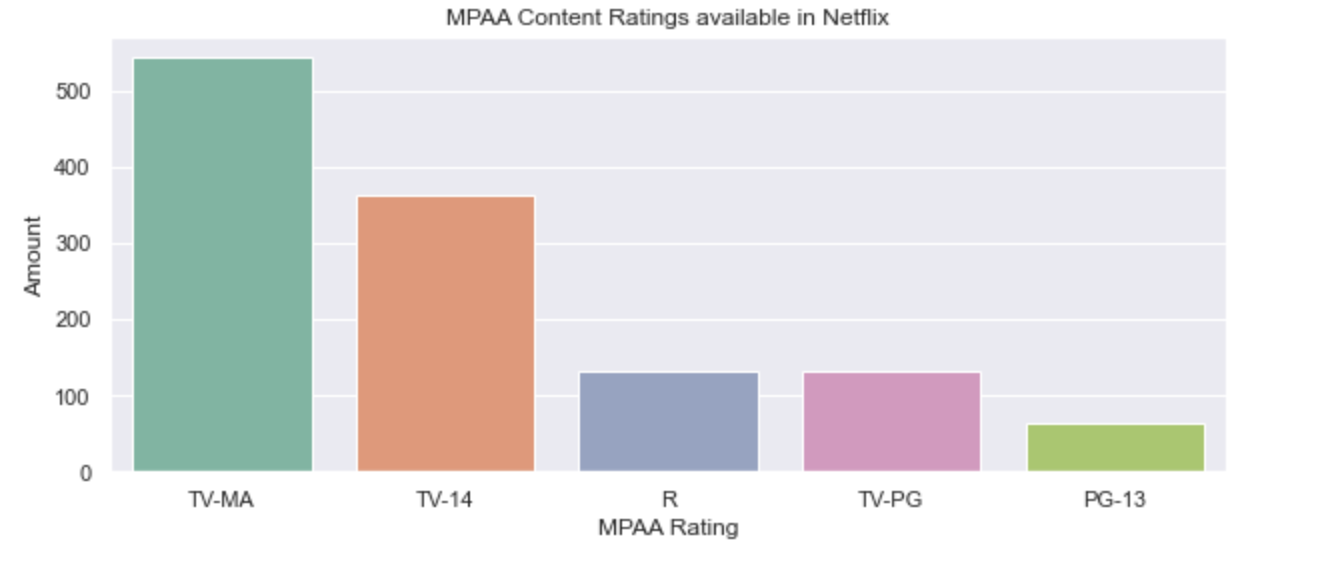 MPAA Content Ratings available in Netflix
Amount
500
400
300
200
100
0
TV-MA TV-14 R TV-PG PG-13
MPAA Rating